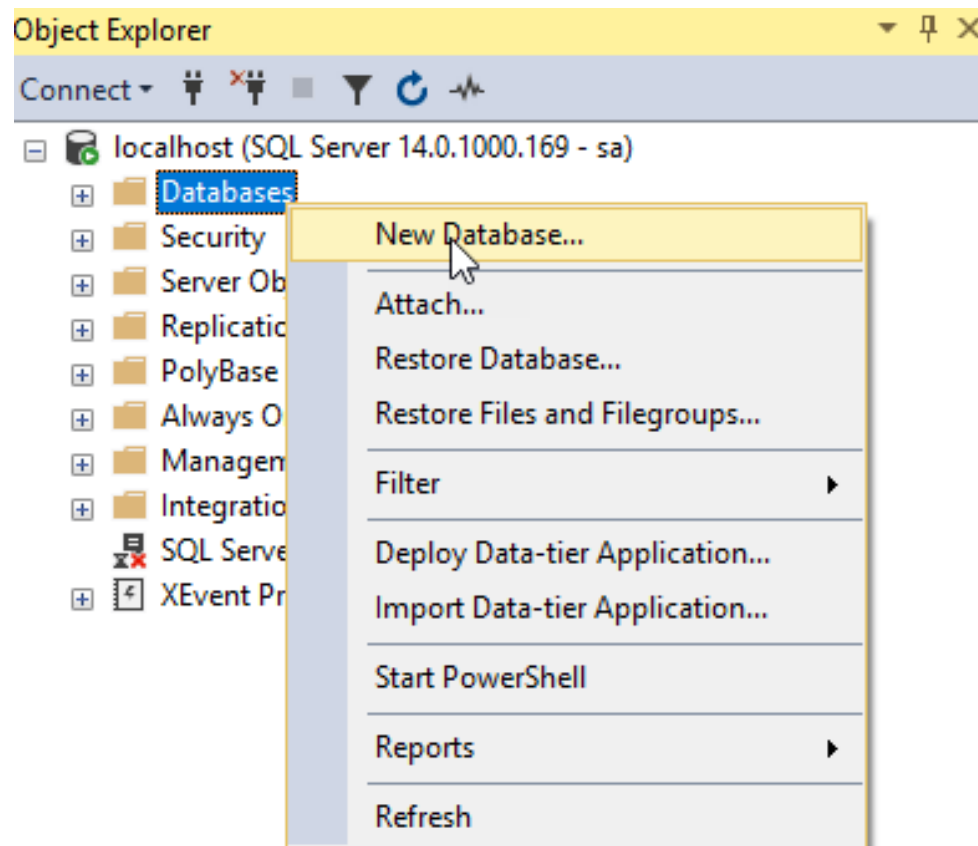 Object Explorer
Connect
localhost (SQL Server 14.0.1000.169 - sa)
Databases
Security
New Database...
Server Ob
Attach...
Replicatio
PolyBase
Restore Database...
Always O
Restore Files and Filegroups...
Managem
Filter
Integratio
SQL Serve
Deploy Data-tier Application...
XEvent Pr
Import Data-tier Application...
Start PowerShell
Reports
Refresh